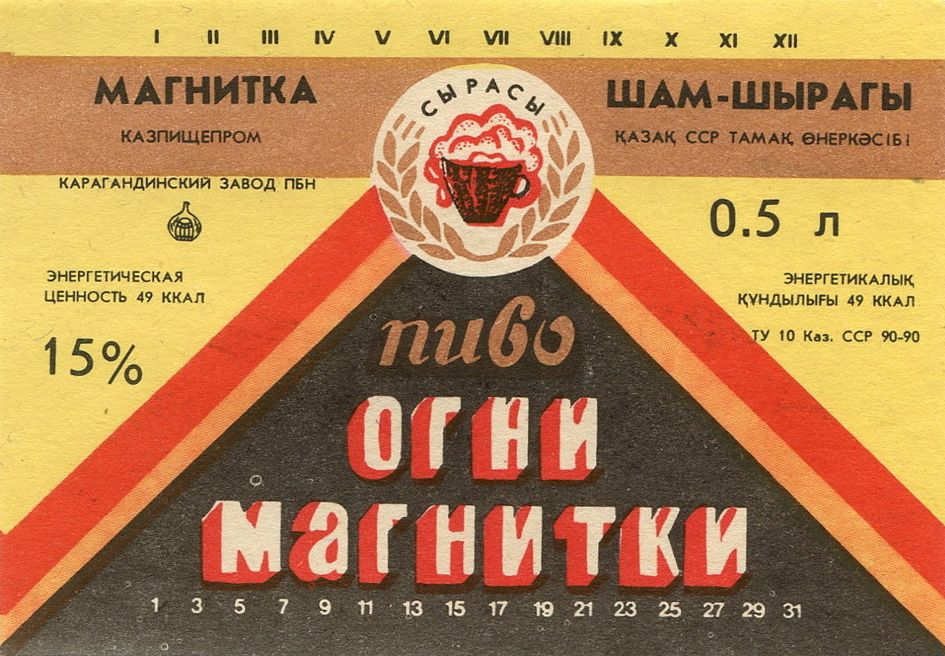 I II III IV V VI VII VIII IX X XI XII
МАГНИТКА
КАЗПИЩЕПРОМ
КАРАГАНДИНСКИЙ ЗАВОД ПБН
ЭНЕРГЕТИЧЕСКАЯ
ЦЕННОСТЬ 49 ККАЛ
15%
СЫРАСЫ
ШАМ-ШЫРАГЫ
ҚАЗАҚ ССР ТАМАҚ ӨНЕРКӘСІБІ
0.5 л
ЭНЕРГЕТИКАЛЫҚ
ҚҰНДЫЛЫҒЫ 49 ККАЛ
ТУ 10 Каз. ССР 90-90
пиво
ОГНИ
МАГНИТКИ
1 3 5 7 9 11 13 15 17 19 21 23 25 27 29 31